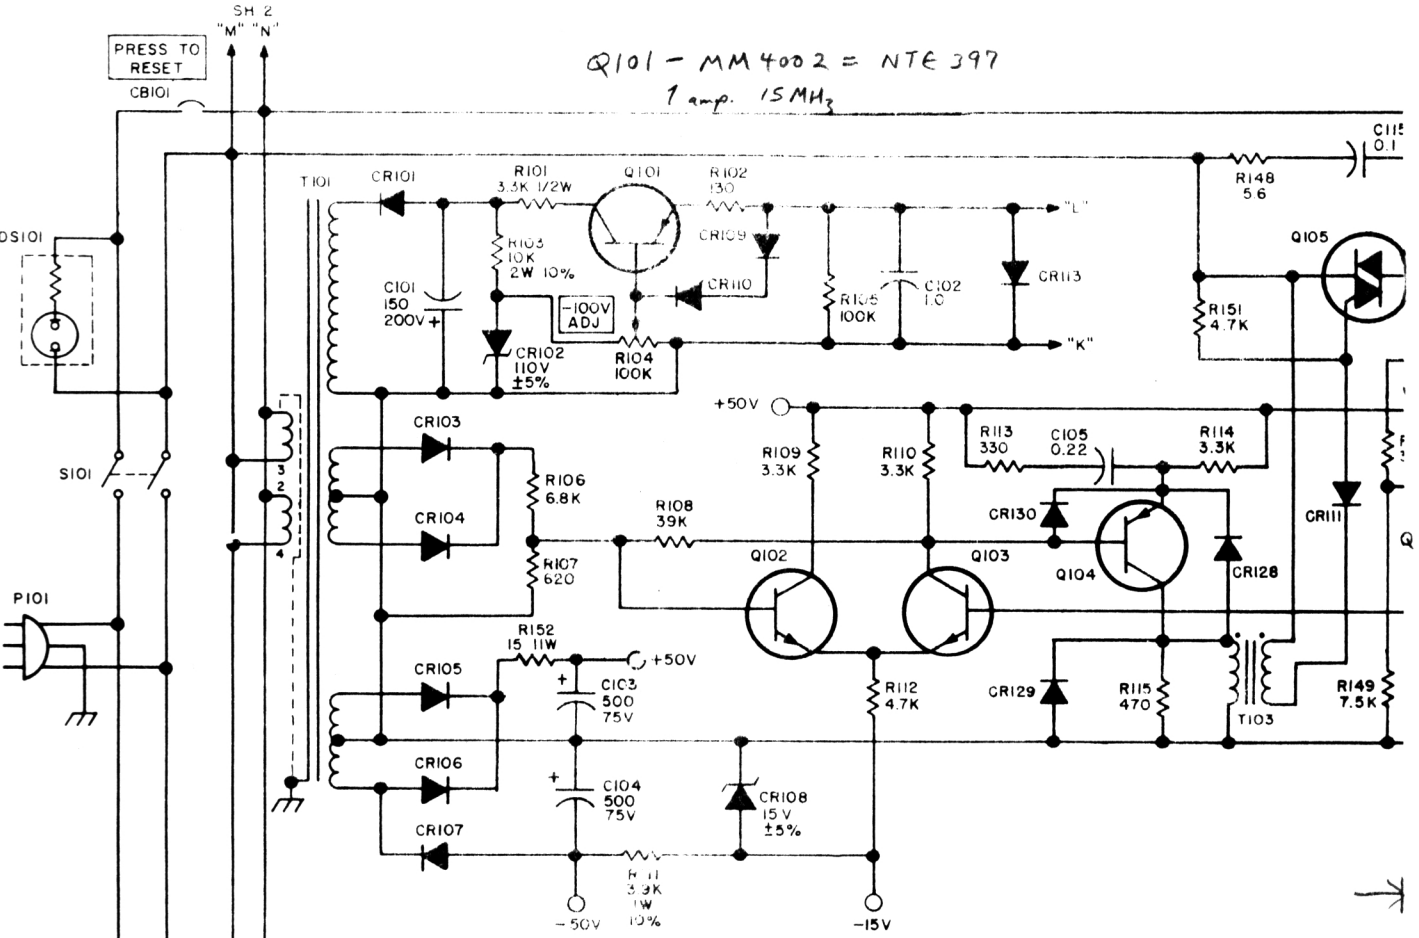 SH 2
"M" "N"
PRESS TO
RESET
CB101
Q101 - MM4002 = NTE 397
1 amp. 15 MHz
DS101
T101
CR101
R101
3.3K 1/2W
Q101
R102
130
"L"
CR109
R103
10K
2W 10%
CR110
C101
150
200V +
-100V
ADJ
CR102
110V
±5%
R104
100K
R105
100K
C102
1.0
CR113
"K"
C115
0.1
R148
5.6
Q105
R151
4.7K
CR111
S101
3
2
4
P101
CR103
CR104
R106
6.8K
R107
620
R108
39K
+50V
R109
3.3K
R110
3.3K
R113
330
C105
0.22
R114
3.3K
CR130
Q102
Q103
Q104
CR128
R152
15 11W
+50V
CR105
+
C103
500
75V
R112
4.7K
CR129
R115
470
T103
R149
7.5K
CR106
+
C104
500
75V
CR108
15V
±5%
CR107
3.9K
1W
10%
-50V
-15V